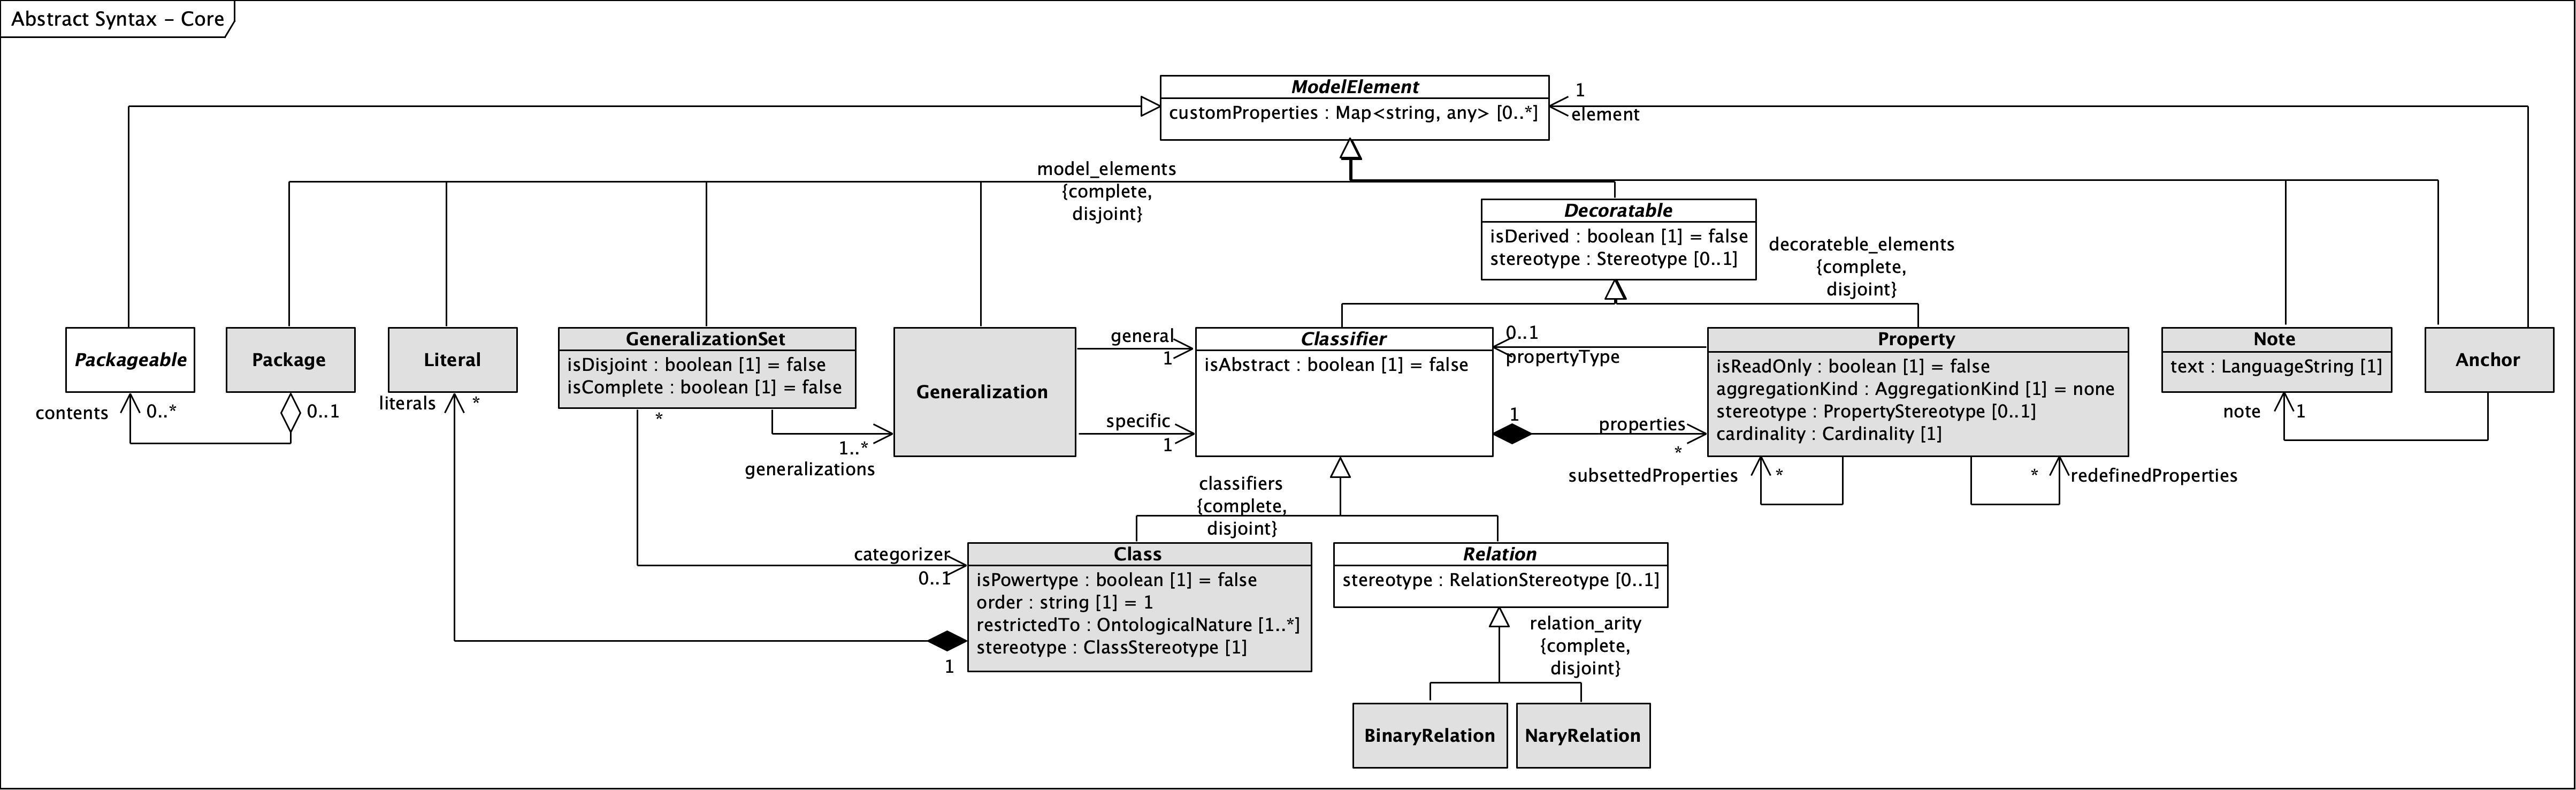 Abstract Syntax – Core
ModelElement
customProperties : Map<string, any> [0..*]
1
element
model_elements
{complete,
disjoint}
Decoratable
isDerived : boolean [1] = false
stereotype : Stereotype [0..1]
decorateble_elements
{complete,
disjoint}
Packageable
contents
0..*
Package
0..1
Literal
literals
*
GeneralizationSet
isDisjoint : boolean [1] = false
isComplete : boolean [1] = false
*
1..*
generalizations
Generalization
general
1
specific
1
Classifier
isAbstract : boolean [1] = false
0..1
propertyType
1
properties
*
Property
isReadOnly : boolean [1] = false
aggregationKind : AggregationKind [1] = none
stereotype : PropertyStereotype [0..1]
cardinality : Cardinality [1]
subsettedProperties
*
*
redefinedProperties
Note
text : LanguageString [1]
note
1
Anchor
classifiers
{complete,
disjoint}
categorizer
0..1
1
Class
isPowertype : boolean [1] = false
order : string [1] = 1
restrictedTo : OntologicalNature [1..*]
stereotype : ClassStereotype [1]
Relation
stereotype : RelationStereotype [0..1]
relation_arity
{complete,
disjoint}
BinaryRelation
NaryRelation